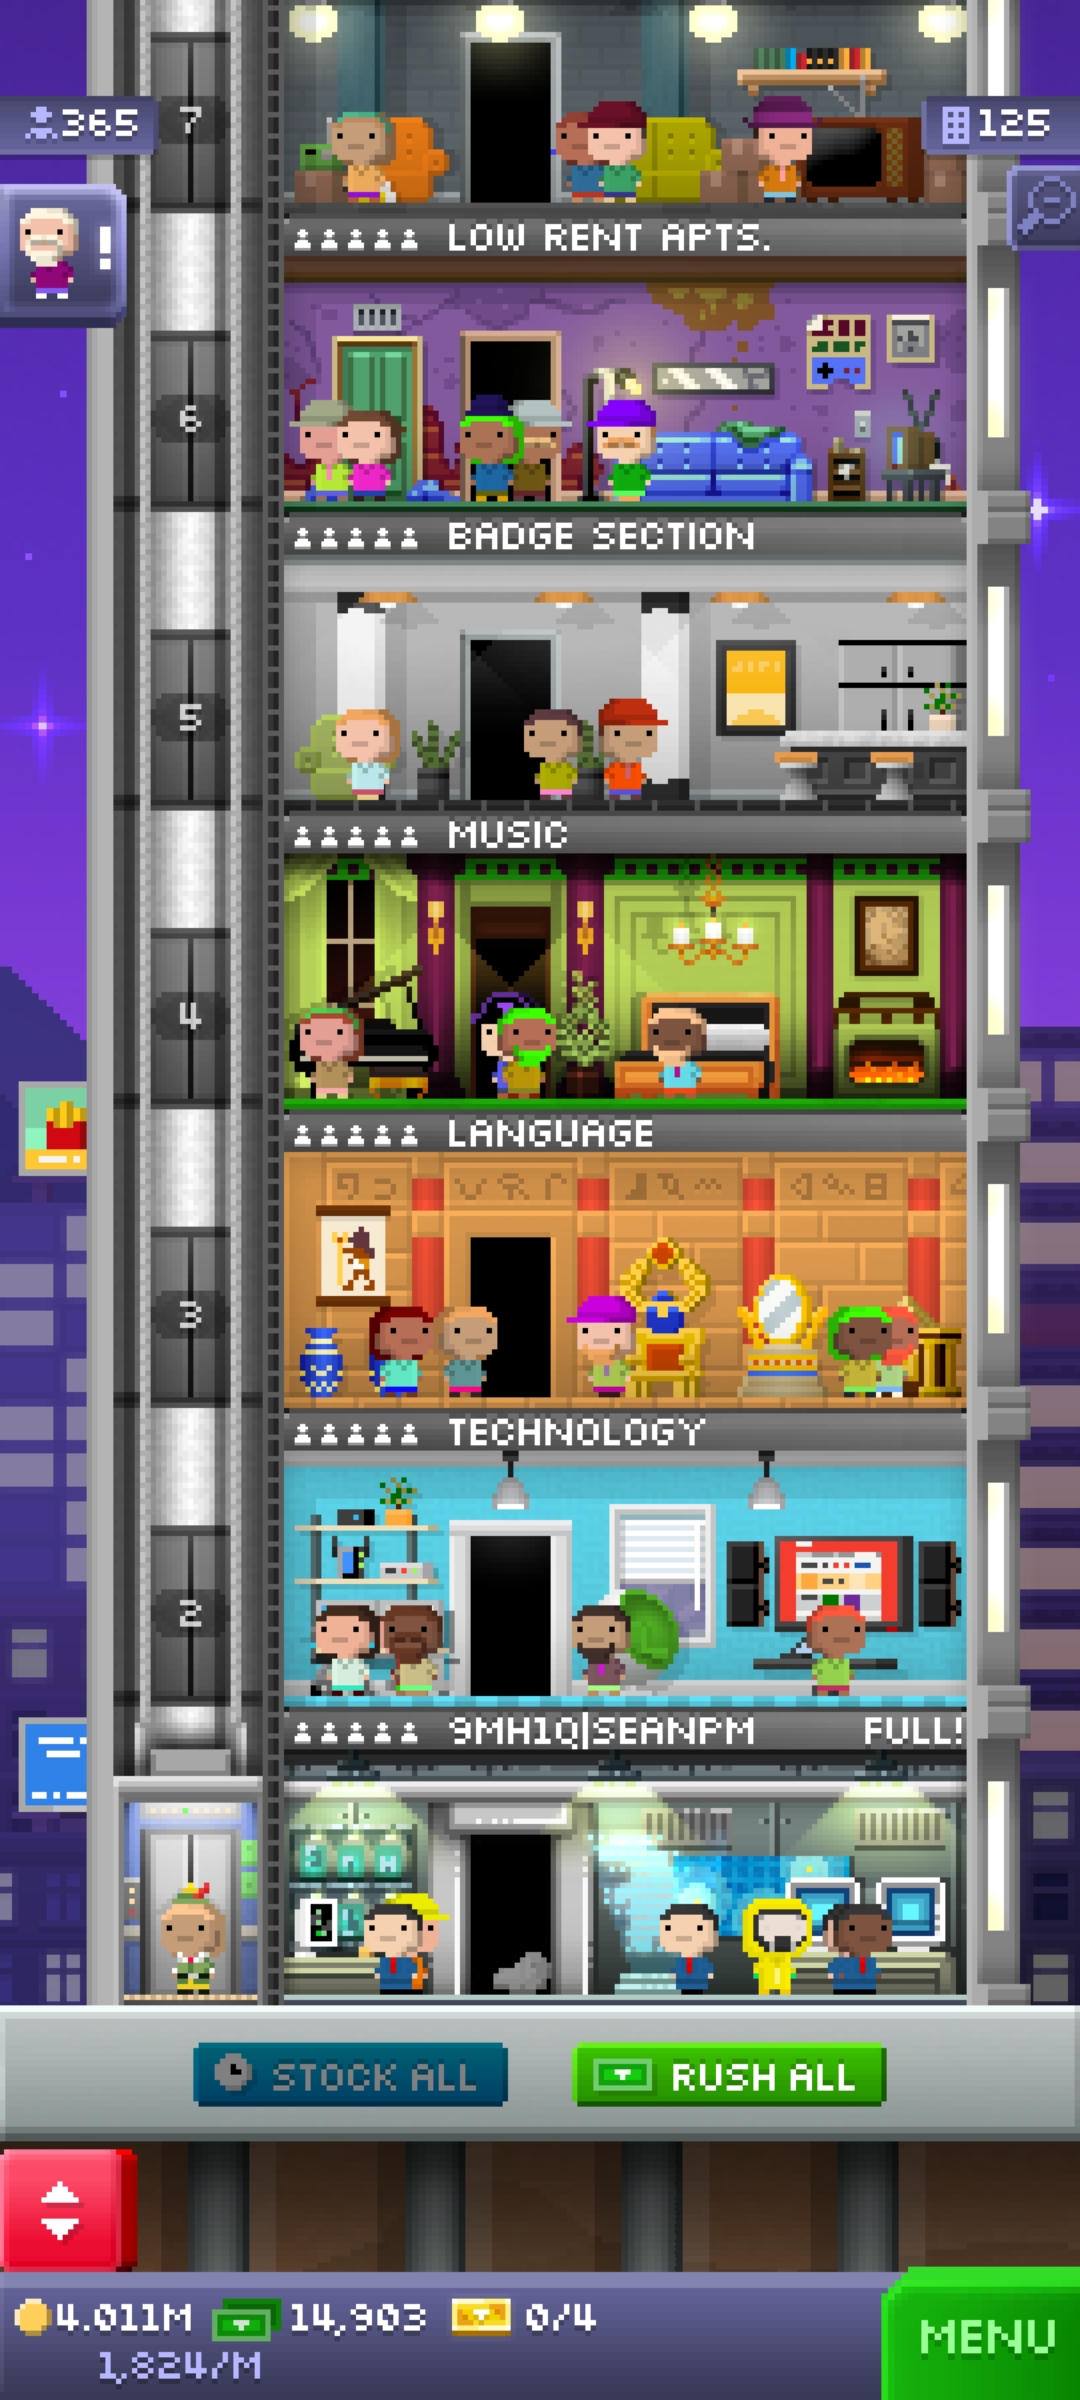 365
7
125
!
LOW RENT APTS.
6
BADGE SECTION
5
MUSIC
4
LANGUAGE
3
TECHNOLOGY
2
9MH1Q|SEANPM FULL!
STOCK ALL
RUSH ALL
4.011M 14,903 0/4
1,824/M
MENU